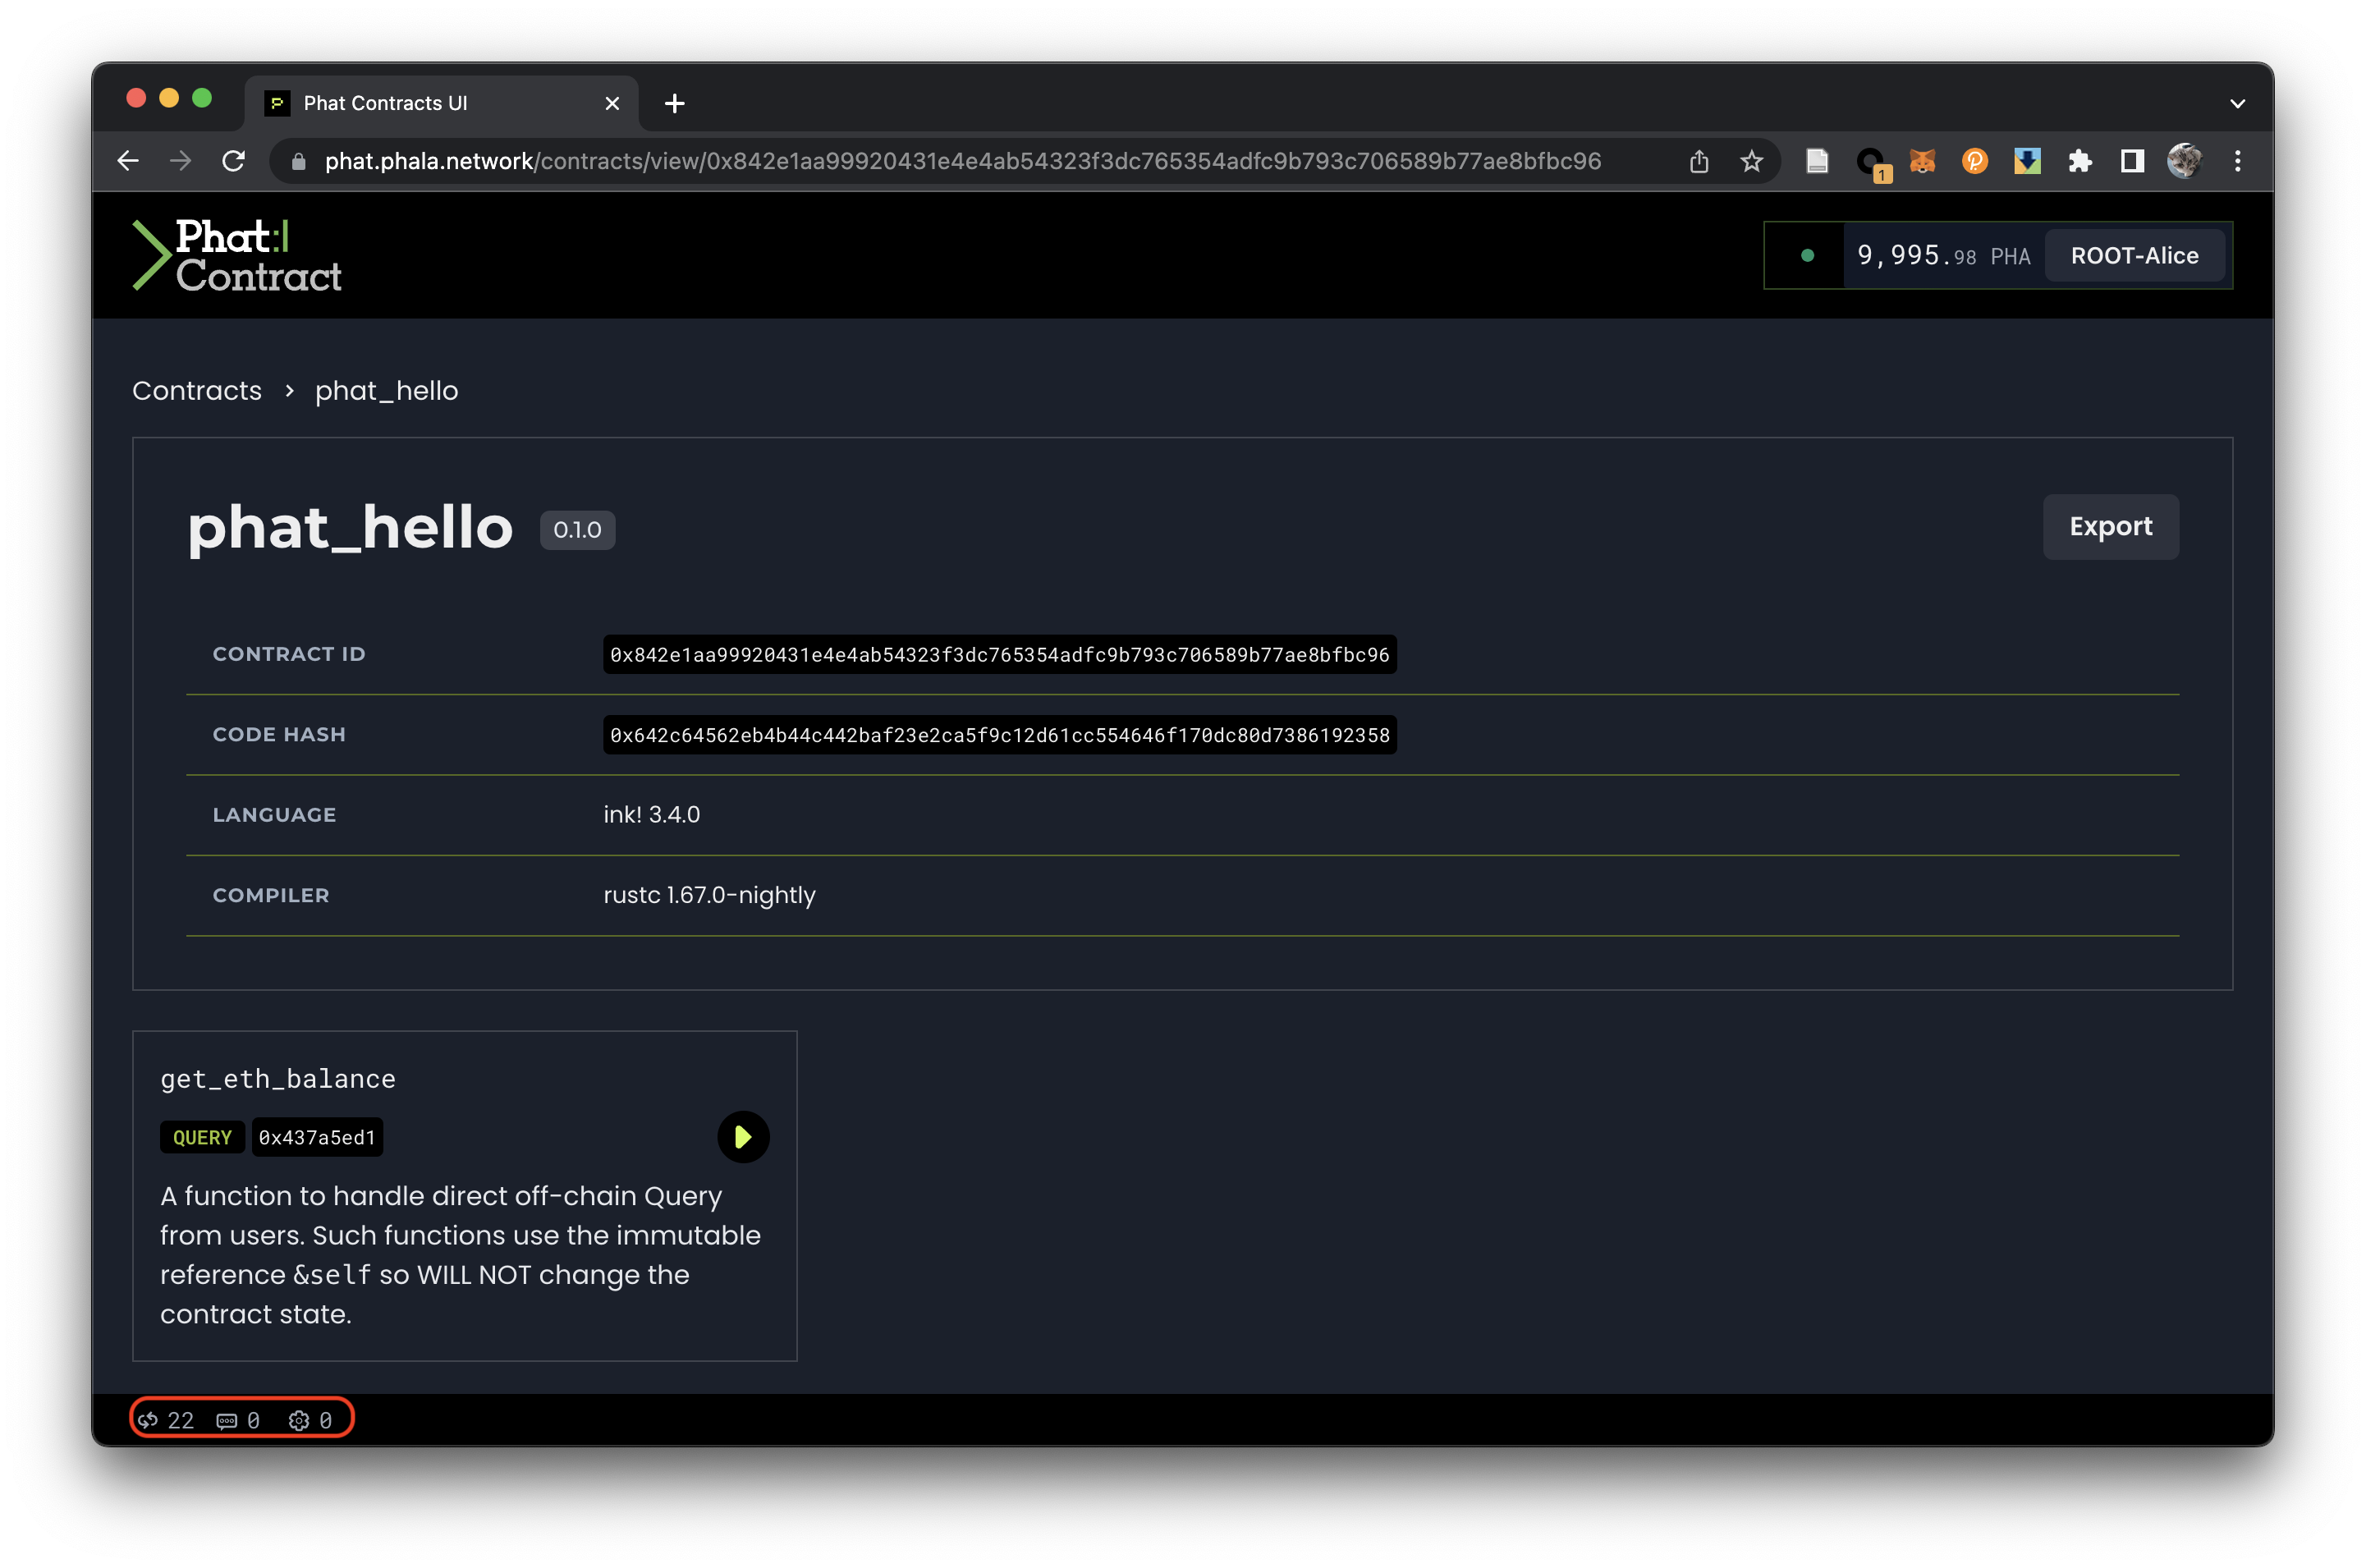 Phat Contracts UI
phat.phala.network/contracts/view/0x842e1aa99920431e4e4ab54323f3dc765354adfc9b793c706589b77ae8bfbc96
1
Phat:|
Contract
9,995.98 PHA
ROOT-Alice
Contracts > phat_hello
phat_hello 0.1.0
Export
CONTRACT ID 0x842e1aa99920431e4e4ab54323f3dc765354adfc9b793c706589b77ae8bfbc96
CODE HASH 0x642c64562eb4b44c442baf23e2ca5f9c12d61cc554646f170dc80d7386192358
LANGUAGE ink! 3.4.0
COMPILER rustc 1.67.0-nightly
get_eth_balance
QUERY 0x437a5ed1
A function to handle direct off-chain Query
from users. Such functions use the immutable
reference &self so WILL NOT change the
contract state.
22 0 0